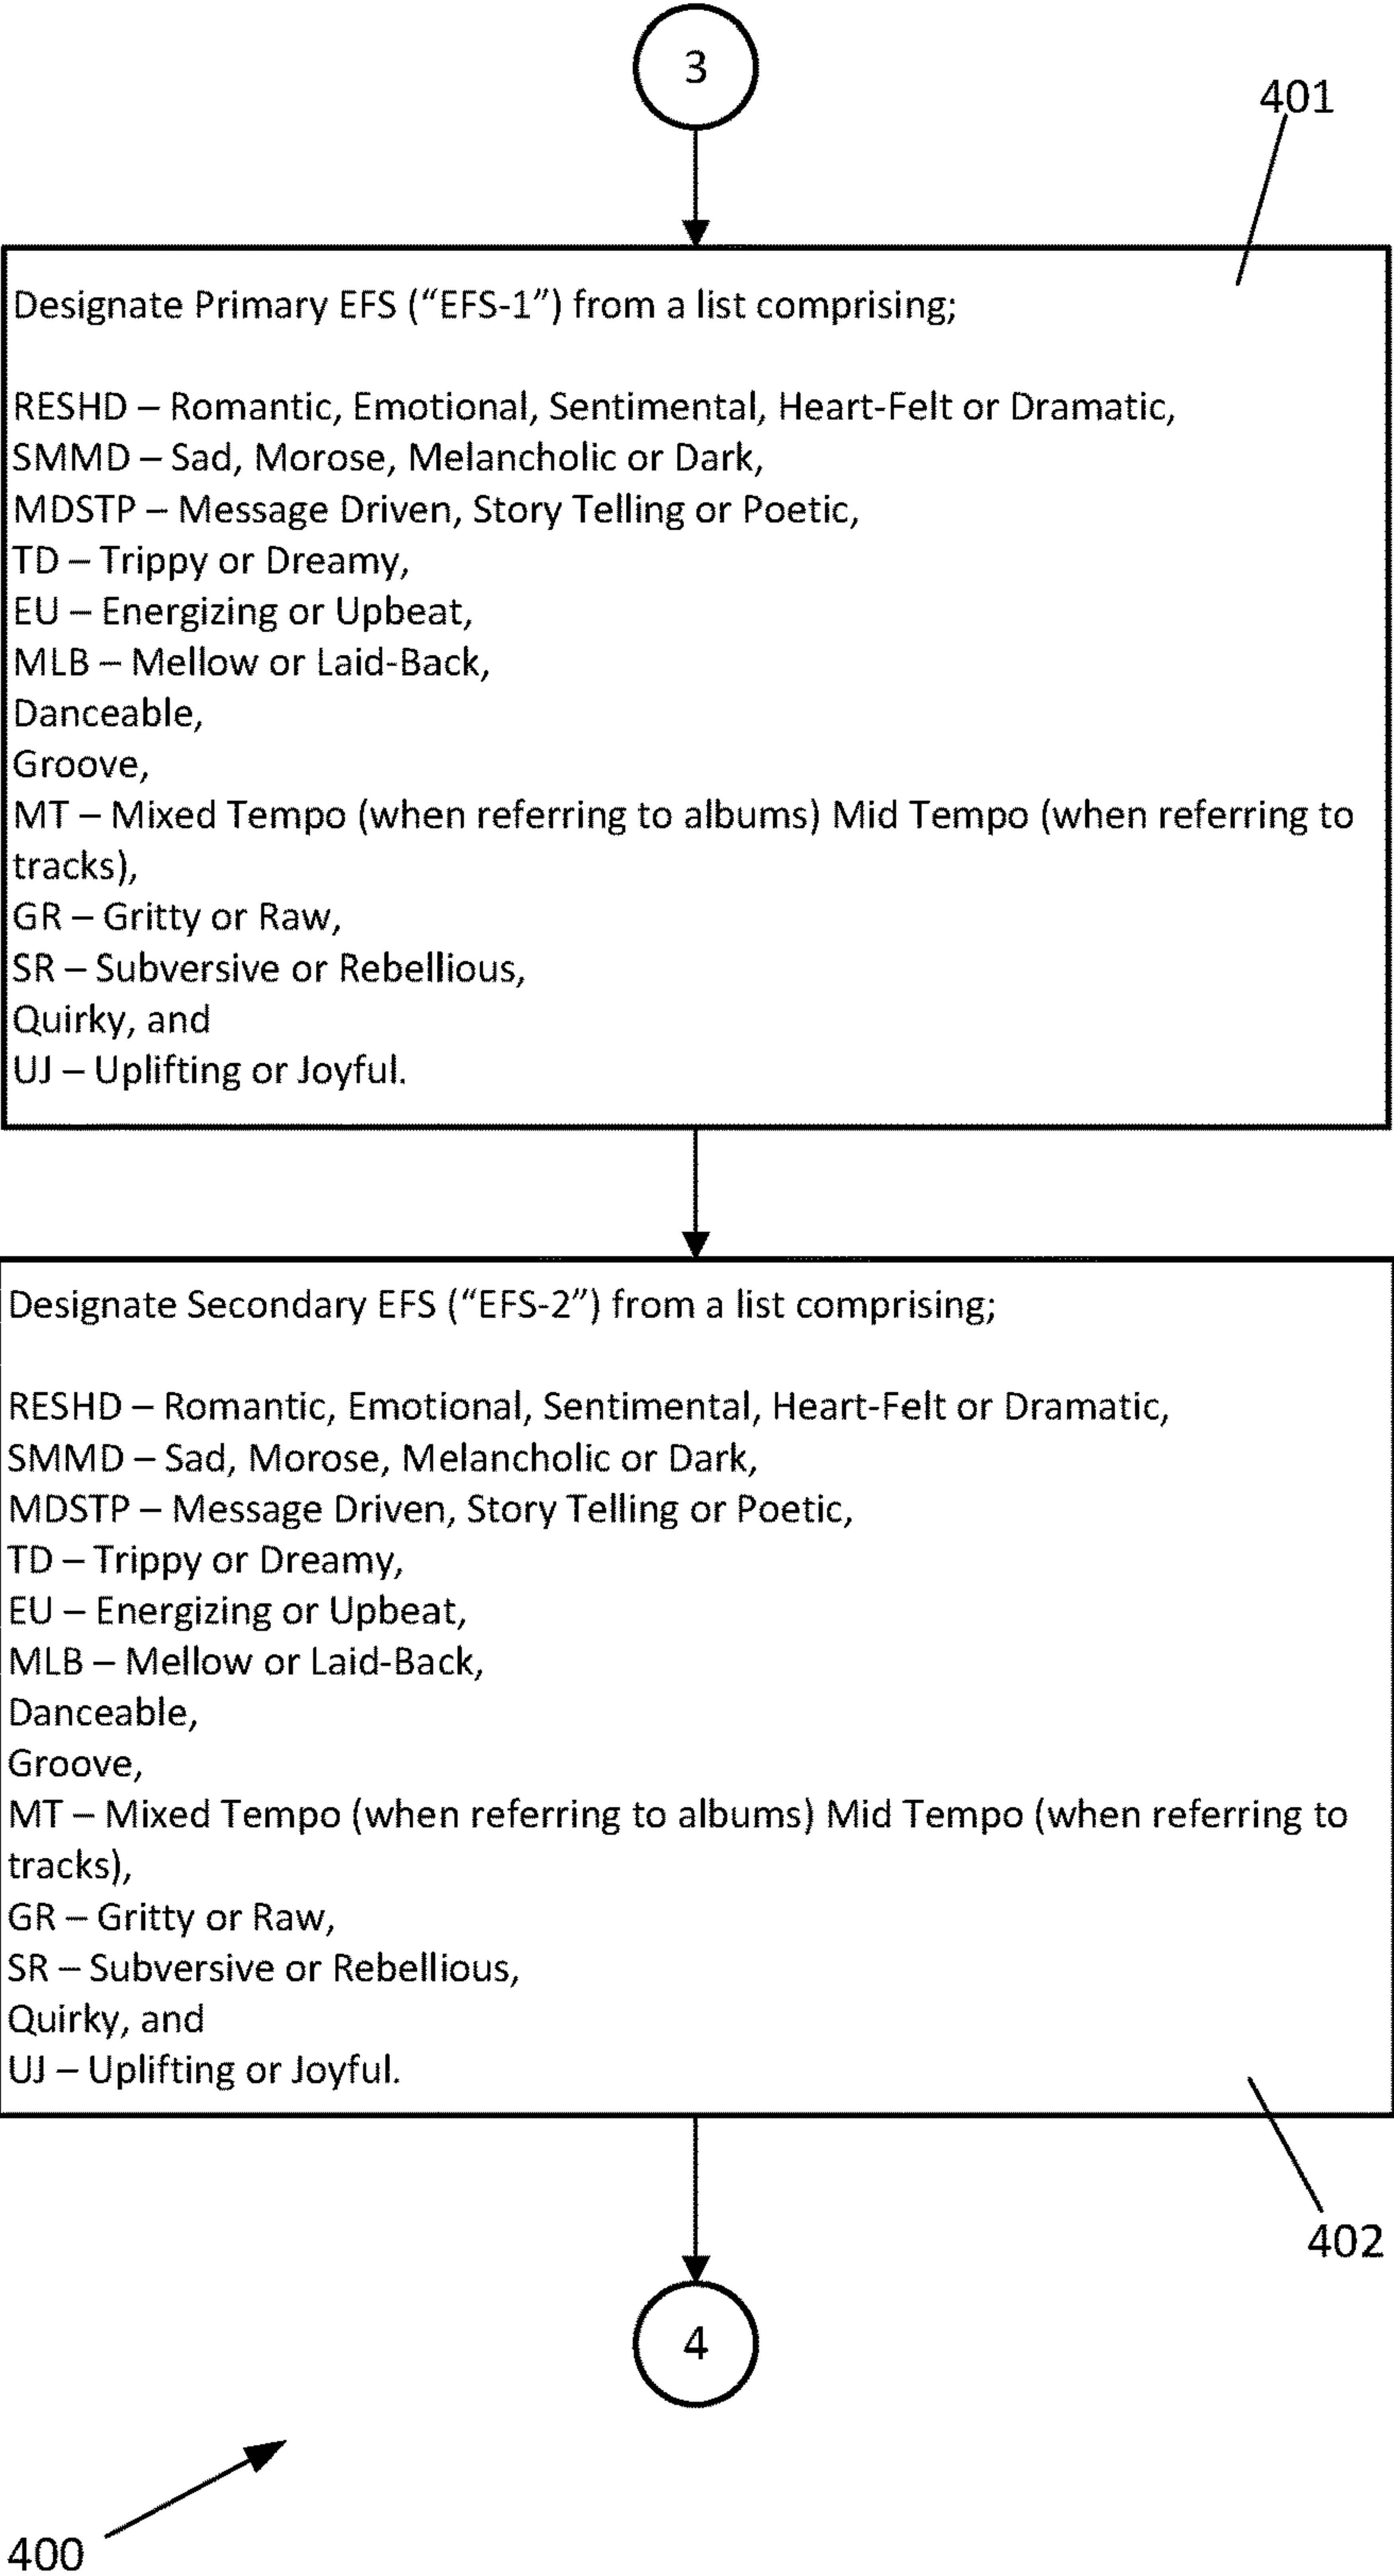 3
401
Designate Primary EFS (“EFS-1”) from a list comprising;
RESHD – Romantic, Emotional, Sentimental, Heart-Felt or Dramatic,
SMMD – Sad, Morose, Melancholic or Dark,
MDSTP – Message Driven, Story Telling or Poetic,
TD – Trippy or Dreamy,
EU – Energizing or Upbeat,
MLB – Mellow or Laid-Back,
Danceable,
Groove,
MT – Mixed Tempo (when referring to albums) Mid Tempo (when referring to
tracks),
GR – Gritty or Raw,
SR – Subversive or Rebellious,
Quirky, and
UJ – Uplifting or Joyful.
Designate Secondary EFS (“EFS-2”) from a list comprising;
RESHD – Romantic, Emotional, Sentimental, Heart-Felt or Dramatic,
SMMD – Sad, Morose, Melancholic or Dark,
MDSTP – Message Driven, Story Telling or Poetic,
TD – Trippy or Dreamy,
EU – Energizing or Upbeat,
MLB – Mellow or Laid-Back,
Danceable,
Groove,
MT – Mixed Tempo (when referring to albums) Mid Tempo (when referring to
tracks),
GR – Gritty or Raw,
SR – Subversive or Rebellious,
Quirky, and
UJ – Uplifting or Joyful.
402
4
400